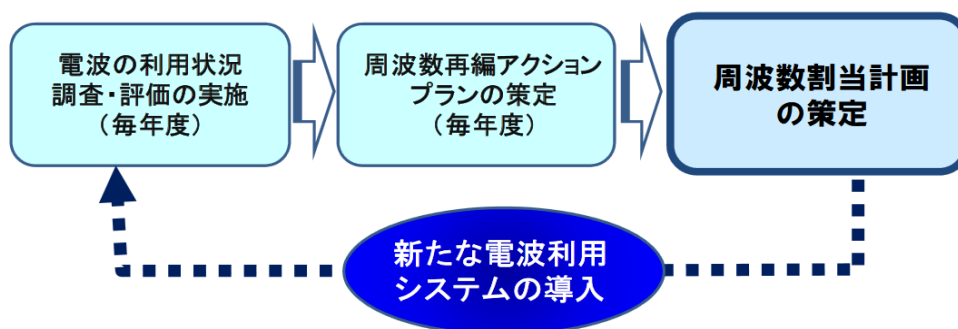 電波の利用状況
調査・評価の実施
（毎年度）
周波数再編アクション
プランの策定
（毎年度）
周波数割当計画
の策定
新たな電波利用
システムの導入